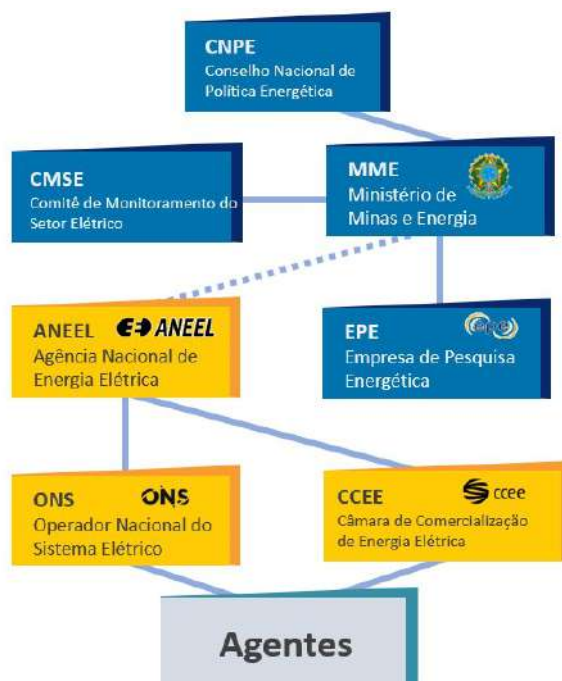 CNPE
Conselho Nacional de
Política Energética
CMSE
Comitê de Monitoramento do
Setor Elétrico
MME
Ministério de
Minas e Energia
ANEEL
ANEEL
Agência Nacional de
Energia Elétrica
EPE
epe
Empresa de Pesquisa
Energética
ONS
ONS
Operador Nacional do
Sistema Elétrico
CCEE
ccee
Câmara de Comercialização
de Energia Elétrica
Agentes